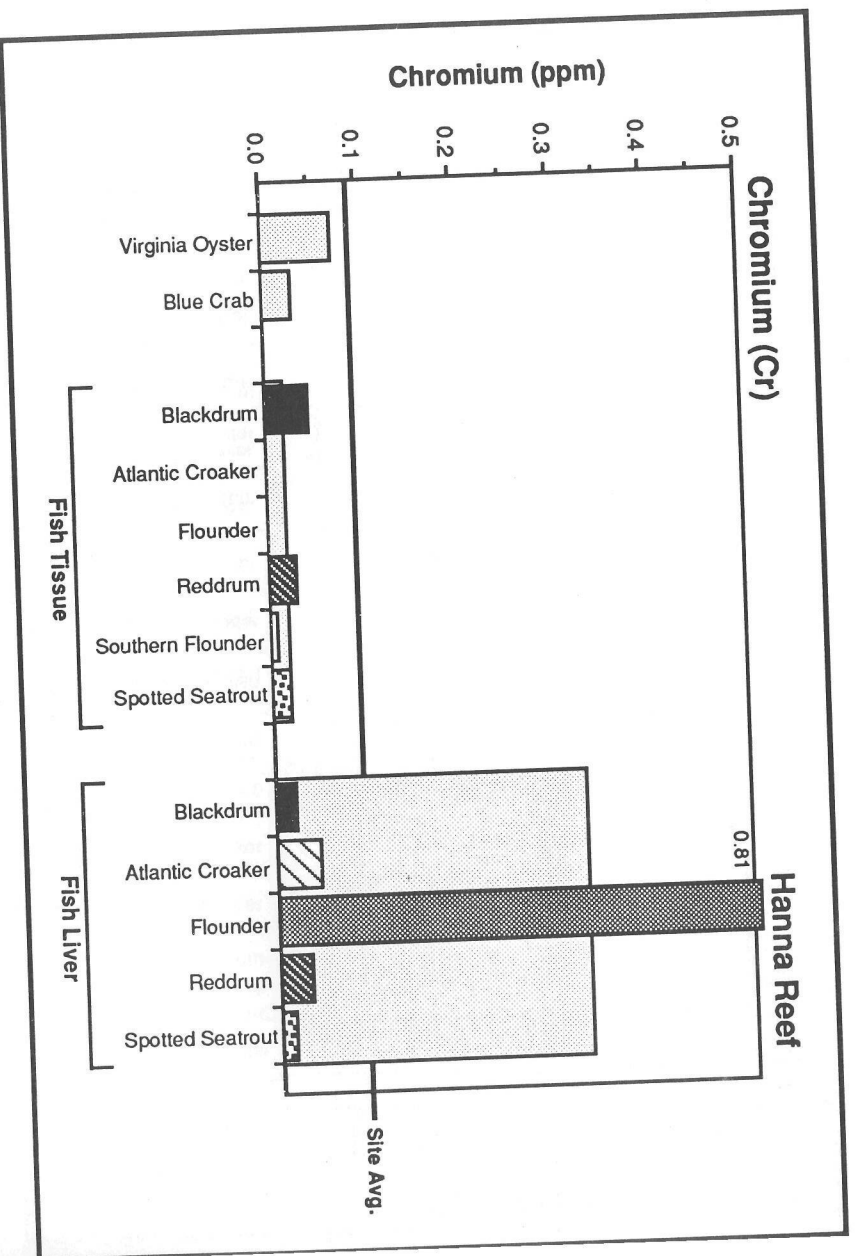 Chromium (Cr)
Hanna Reef
Chromium (ppm)
0.5
0.4
0.3
0.2
0.1
0.0
0.81
Site Avg.
Virginia Oyster
Blue Crab
Blackdrum
Atlantic Croaker
Flounder
Reddrum
Southern Flounder
Spotted Seatrout
Blackdrum
Atlantic Croaker
Flounder
Reddrum
Spotted Seatrout
Fish Tissue
Fish Liver